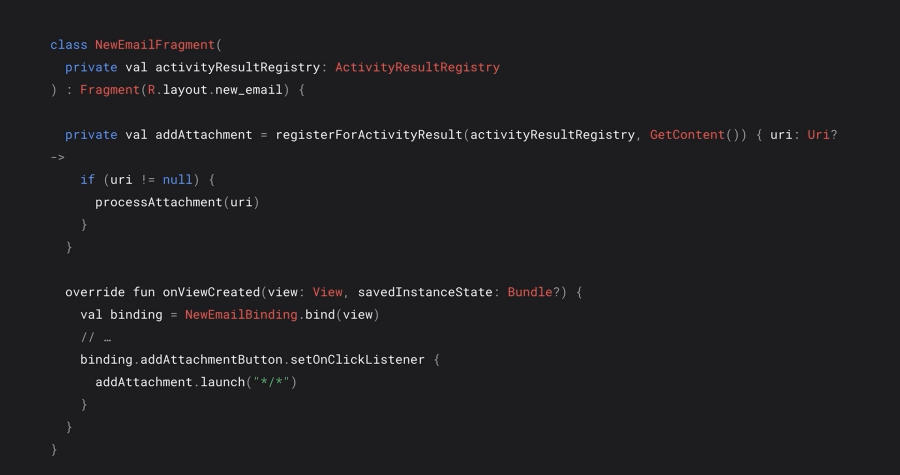 class NewEmailFragment(
  private val activityResultRegistry: ActivityResultRegistry
) : Fragment(R.layout.new_email) {
  private val addAttachment = registerForActivityResult(activityResultRegistry, GetContent()) { uri: Uri?
->
    if (uri != null) {
      processAttachment(uri)
    }
  }
  override fun onViewCreated(view: View, savedInstanceState: Bundle?) {
    val binding = NewEmailBinding.bind(view)
    // …
    binding.addAttachmentButton.setOnClickListener {
      addAttachment.launch("*/*")
    }
  }
}